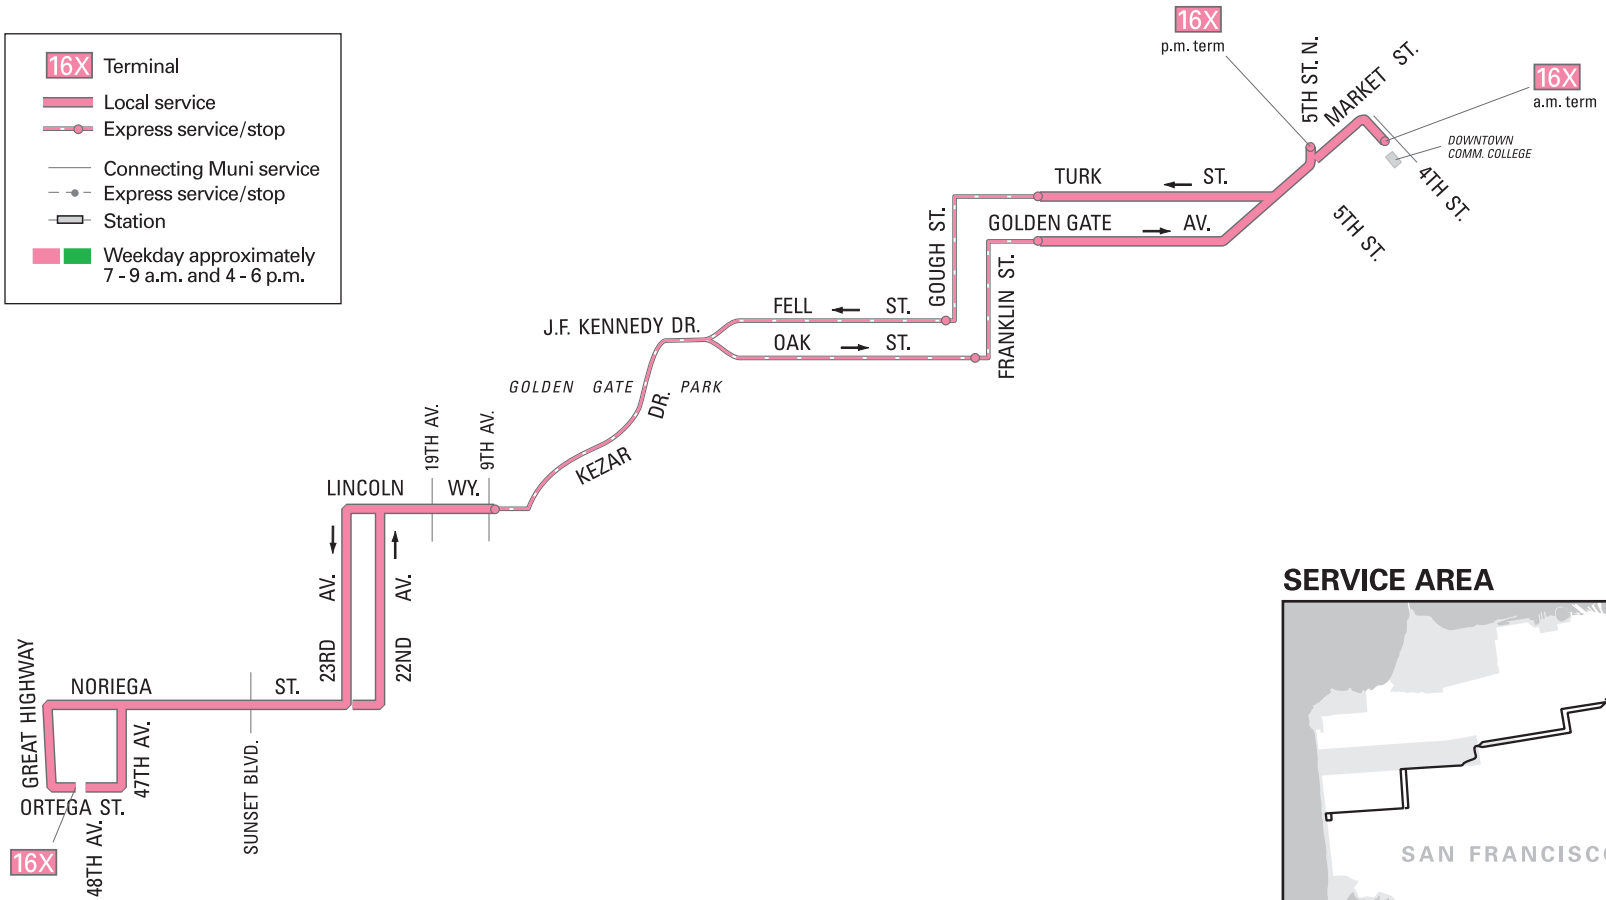 16X Terminal
Local service
Express service/stop
Connecting Muni service
Express service/stop
Station
Weekday approximately
7 - 9 a.m. and 4 - 6 p.m.
16X
p.m. term
5TH ST. N.
MARKET ST.
16X
a.m. term
DOWNTOWN
COMM. COLLEGE
4TH ST.
5TH ST.
TURK ST.
GOLDEN GATE AV.
GOUGH ST.
FRANKLIN ST.
FELL ST.
J.F. KENNEDY DR.
OAK ST.
GOLDEN GATE PARK
KEZAR DR.
19TH AV.
9TH AV.
LINCOLN WY.
23RD AV.
22ND AV.
NORIEGA ST.
GREAT HIGHWAY
47TH AV.
SUNSET BLVD.
ORTEGA ST.
48TH AV.
16X
SERVICE AREA
SAN FRANCISCO